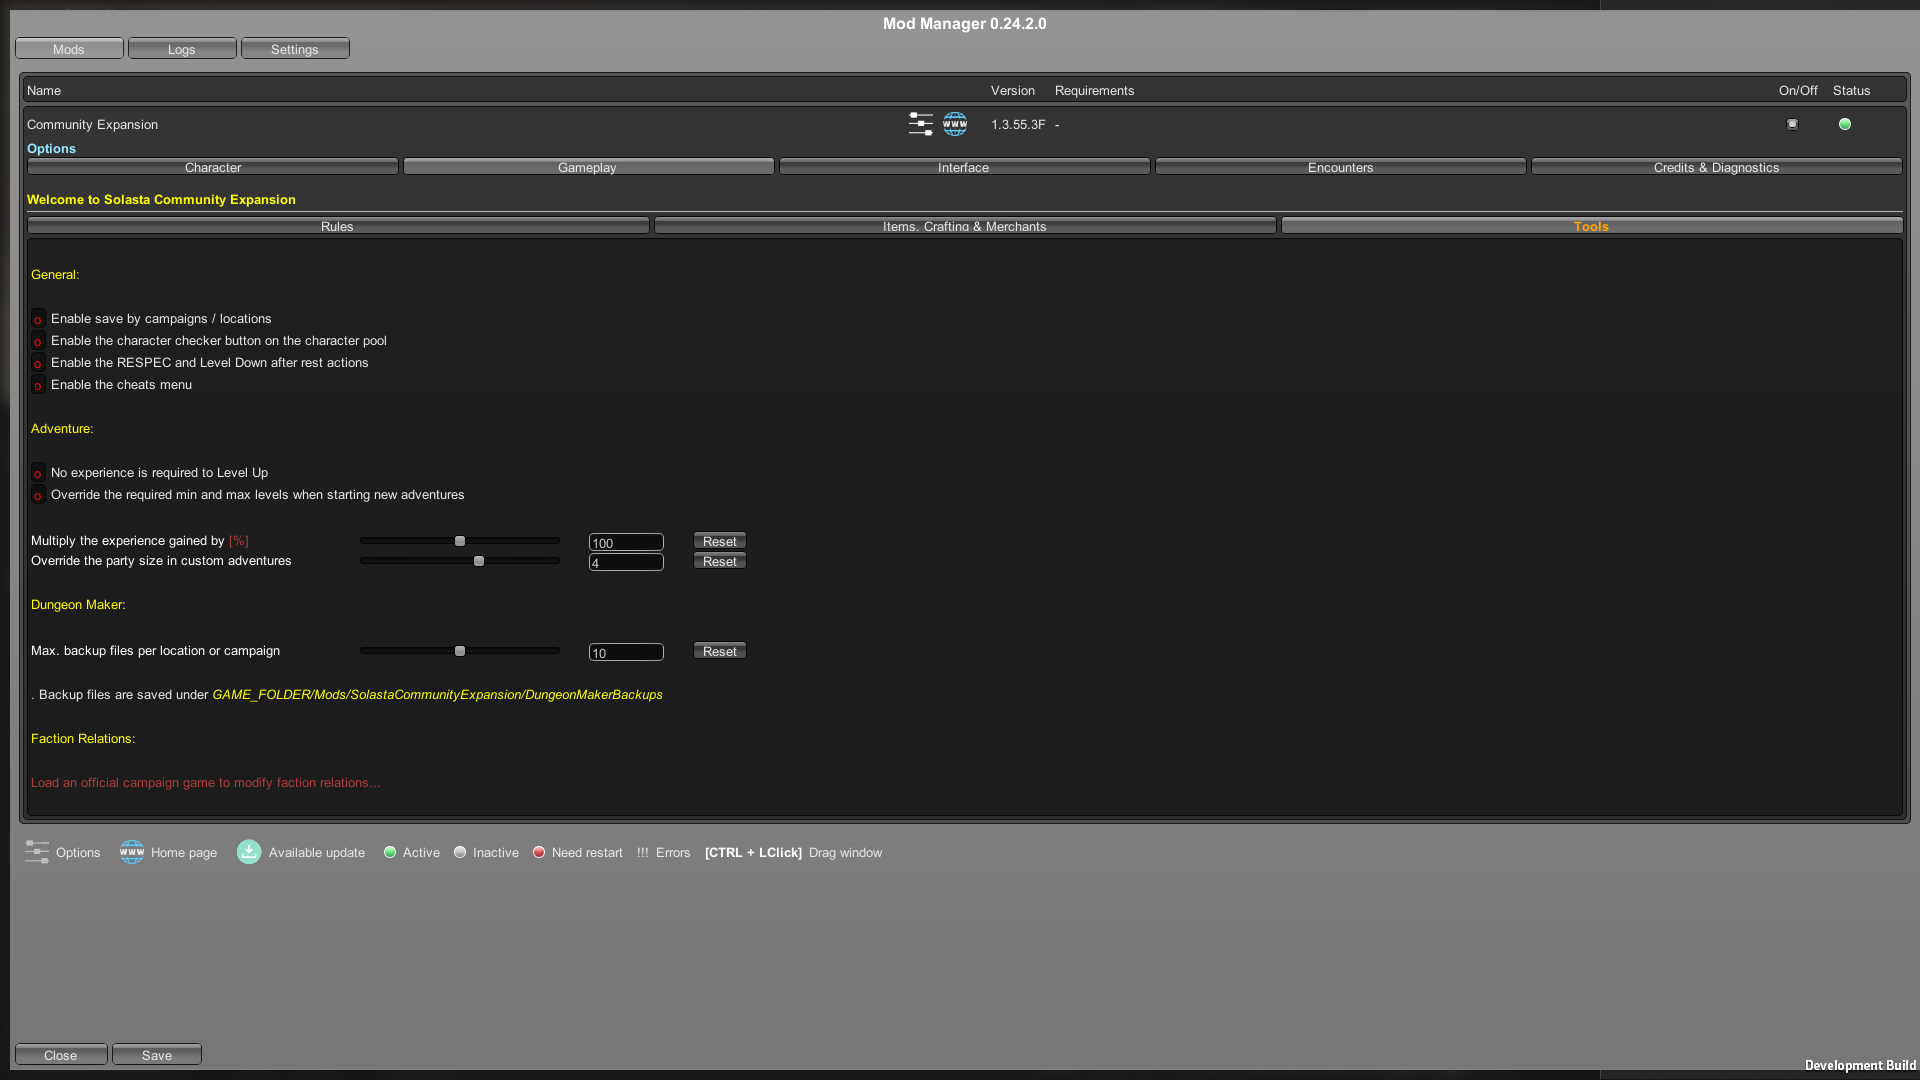 Mod Manager 0.24.2.0
Mods Logs Settings
Name Version Requirements On/Off Status
Community Expansion www 1.3.55.3F - 
Options
Character Gameplay Interface Encounters Credits & Diagnostics
Welcome to Solasta Community Expansion
Rules Items, Crafting & Merchants Tools
General:
o Enable save by campaigns / locations
o Enable the character checker button on the character pool
o Enable the RESPEC and Level Down after rest actions
o Enable the cheats menu
Adventure:
o No experience is required to Level Up
o Override the required min and max levels when starting new adventures
Multiply the experience gained by [%] 100 Reset
Override the party size in custom adventures 4 Reset
Dungeon Maker:
Max. backup files per location or campaign 10 Reset
. Backup files are saved under GAME_FOLDER/Mods/SolastaCommunityExpansion/DungeonMakerBackups
Faction Relations:
Load an official campaign game to modify faction relations...
Options www Home page Available update Active Inactive Need restart !!! Errors [CTRL + LClick] Drag window
Close Save
Development Build